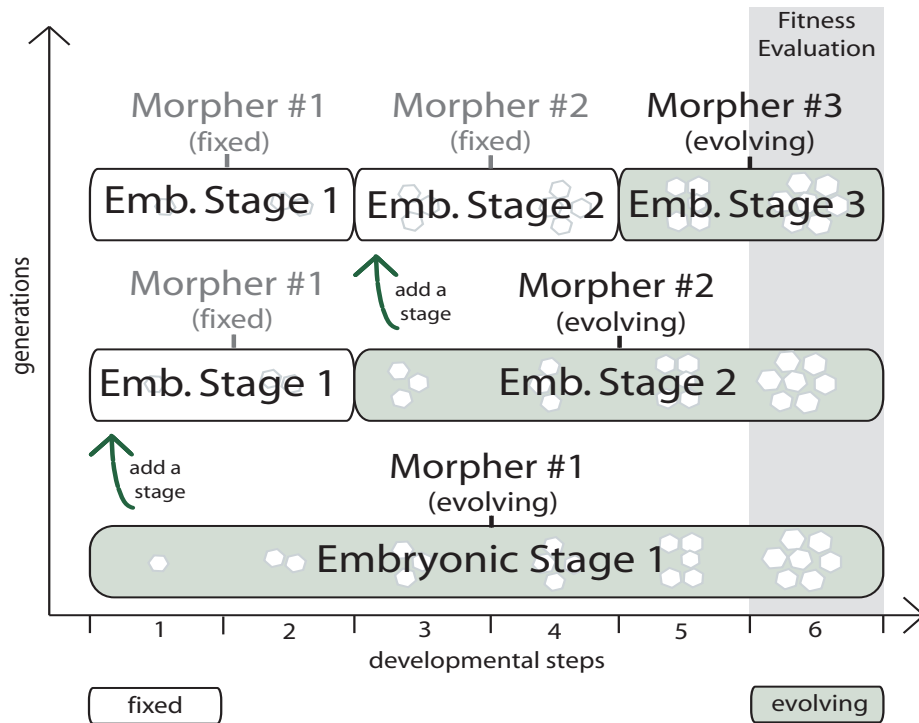 Fitness
Evaluation
Morpher #1
(fixed)
Morpher #2
(fixed)
Morpher #3
(evolving)
Emb. Stage 1
Emb. Stage 2
Emb. Stage 3
generations
add a
stage
Morpher #1
(fixed)
Morpher #2
(evolving)
Emb. Stage 1
Emb. Stage 2
add a
stage
Morpher #1
(evolving)
Embryonic Stage 1
1
2
3
4
5
6
developmental steps
fixed
evolving